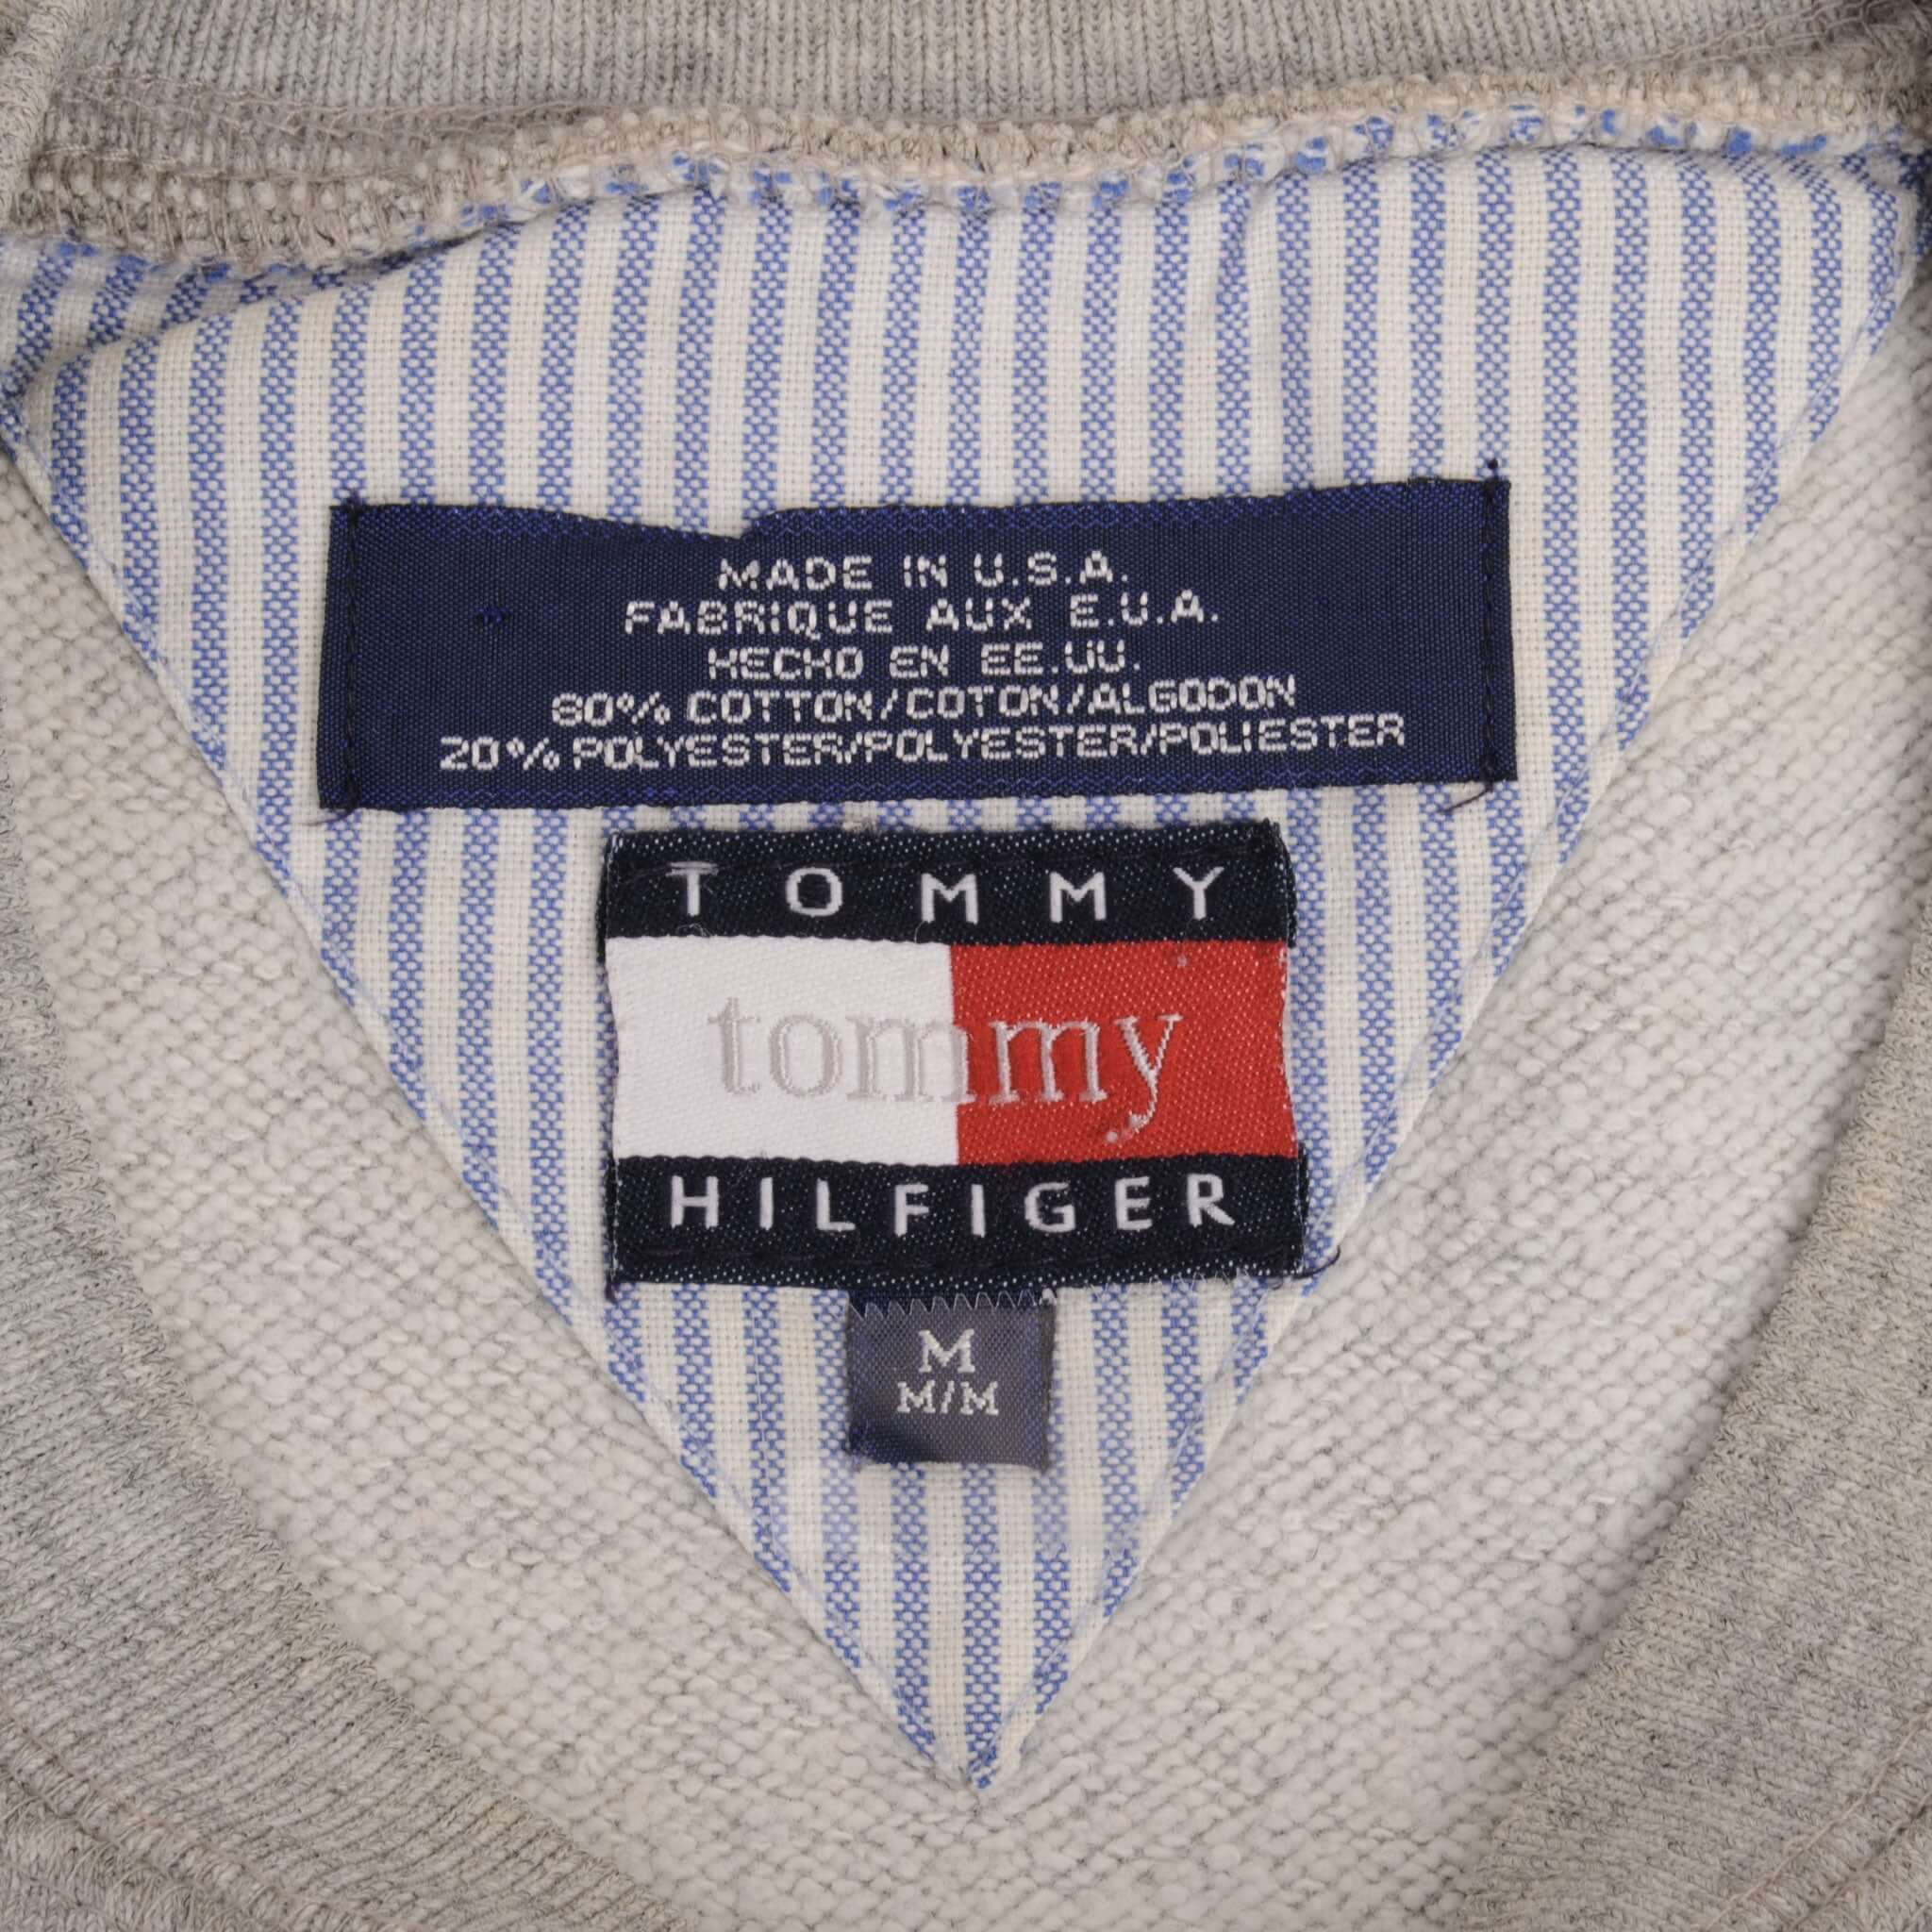 MADE IN U.S.A.
FABRIQUE AUX E.U.A.
HECHO EN EE.UU.
80% COTTON/COTON/ALGODON
20% POLYESTER/POLYESTER/POLIESTER
TOMMY
tommy
HILFIGER
M
M/M